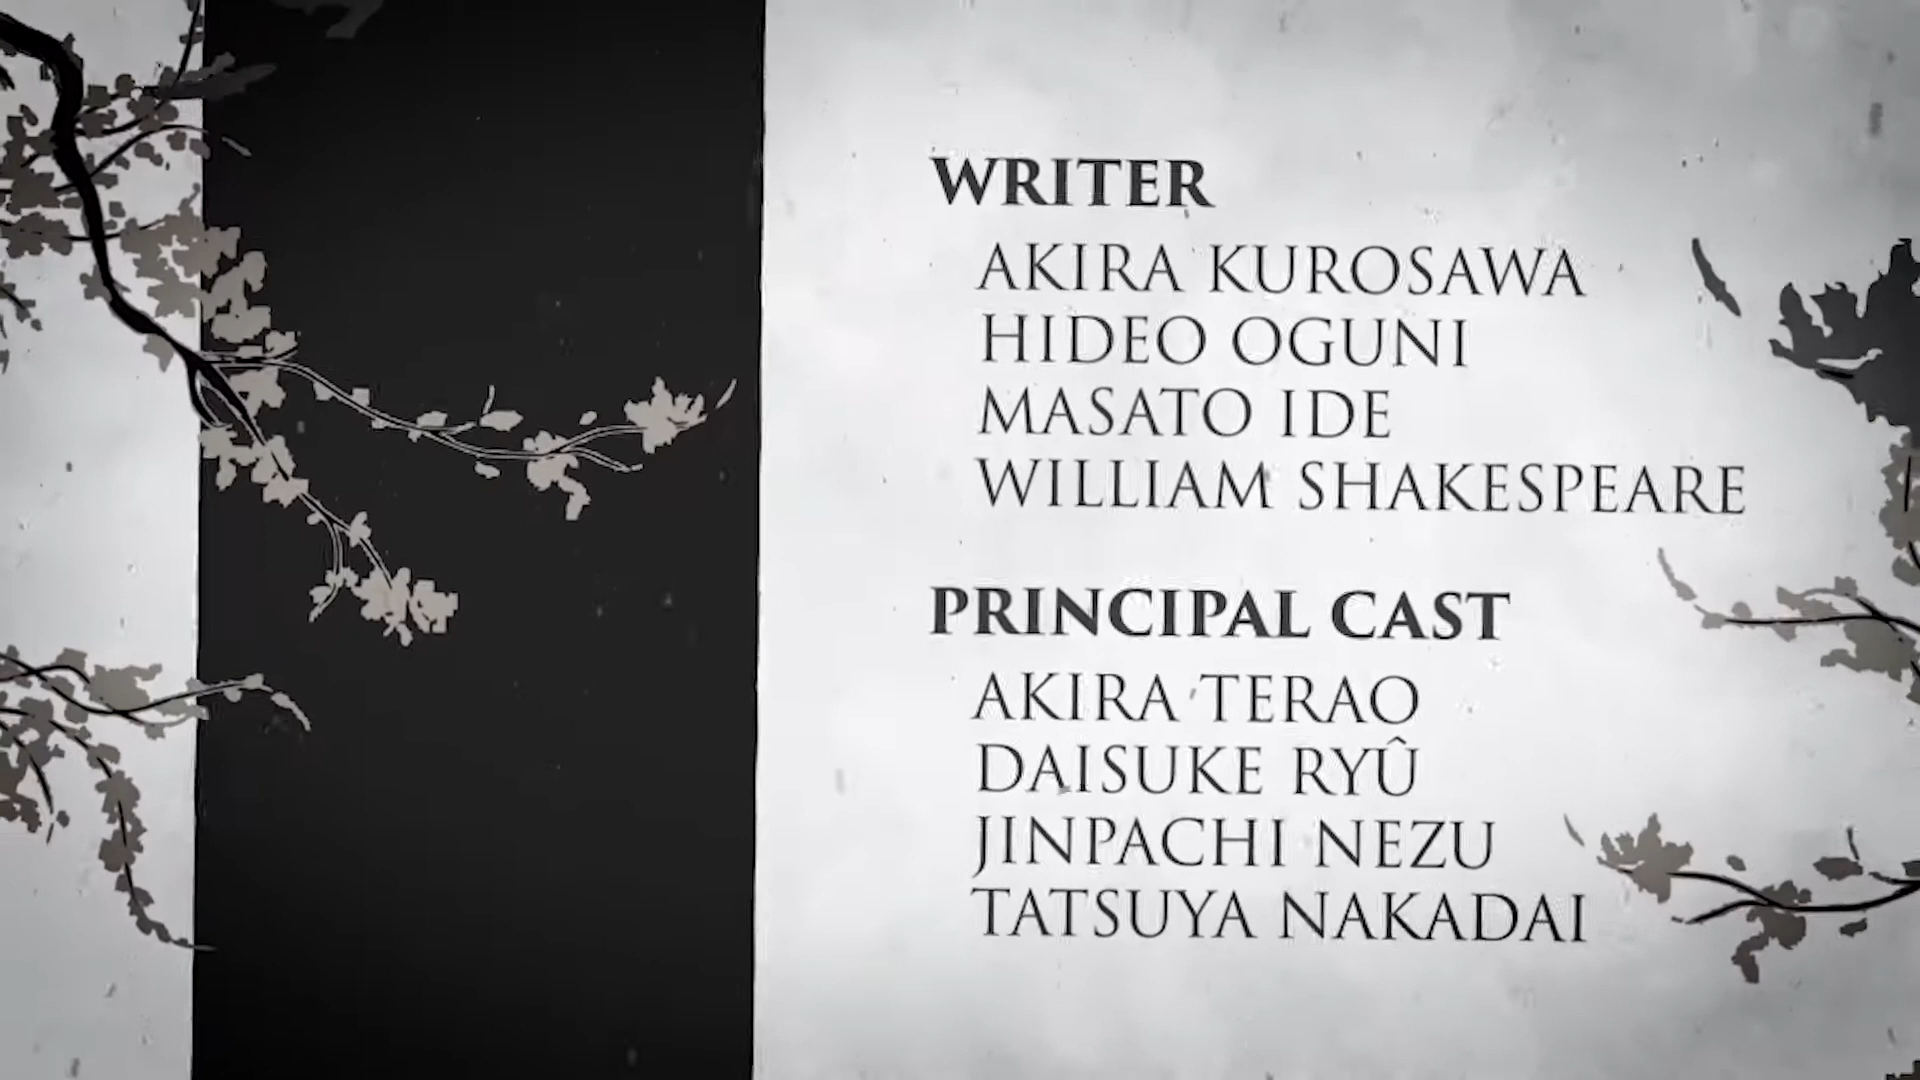 WRITER
AKIRA KUROSAWA
HIDEO OGUNI
MASATO IDE
WILLIAM SHAKESPEARE
PRINCIPAL CAST
AKIRA TERAO
DAISUKE RYÛ
JINPACHI NEZU
TATSUYA NAKADAI